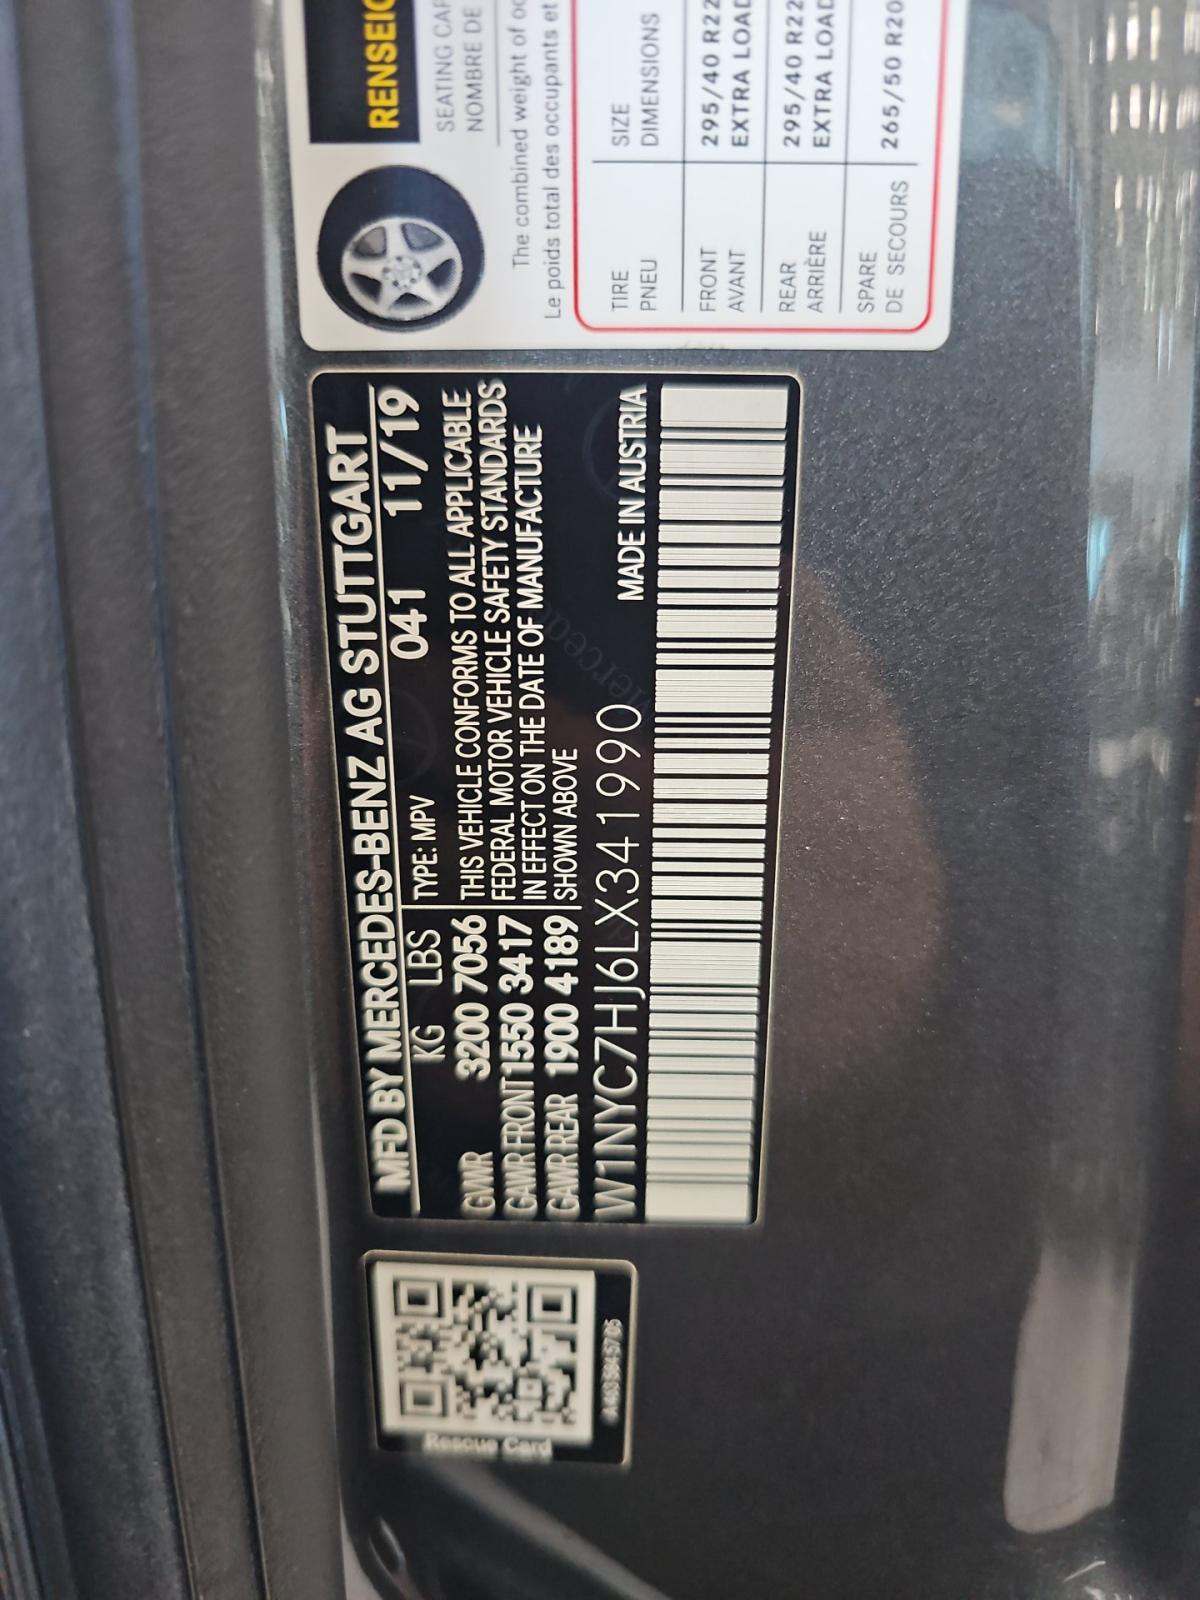 Rescue Card
MFD BY MERCEDES-BENZ AG STUTTGART
KG LBS TYPE: MPV 041 11/19
GVWR 3200 7056
GAWR FRONT 1550 3417
GAWR REAR 1900 4189
THIS VEHICLE CONFORMS TO ALL APPLICABLE
FEDERAL MOTOR VEHICLE SAFETY STANDARDS
IN EFFECT ON THE DATE OF MANUFACTURE
SHOWN ABOVE
MADE IN AUSTRIA
W1NYC7HJ6LX341990
RENSEIG
SEATING CAP
NOMBRE DE
The combined weight of oc
Le poids total des occupants et
TIRE SIZE
PNEU DIMENSIONS
FRONT 295/40 R22
AVANT EXTRA LOAD
REAR 295/40 R22
ARRIÈRE EXTRA LOAD
SPARE 265/50 R20
DE SECOURS